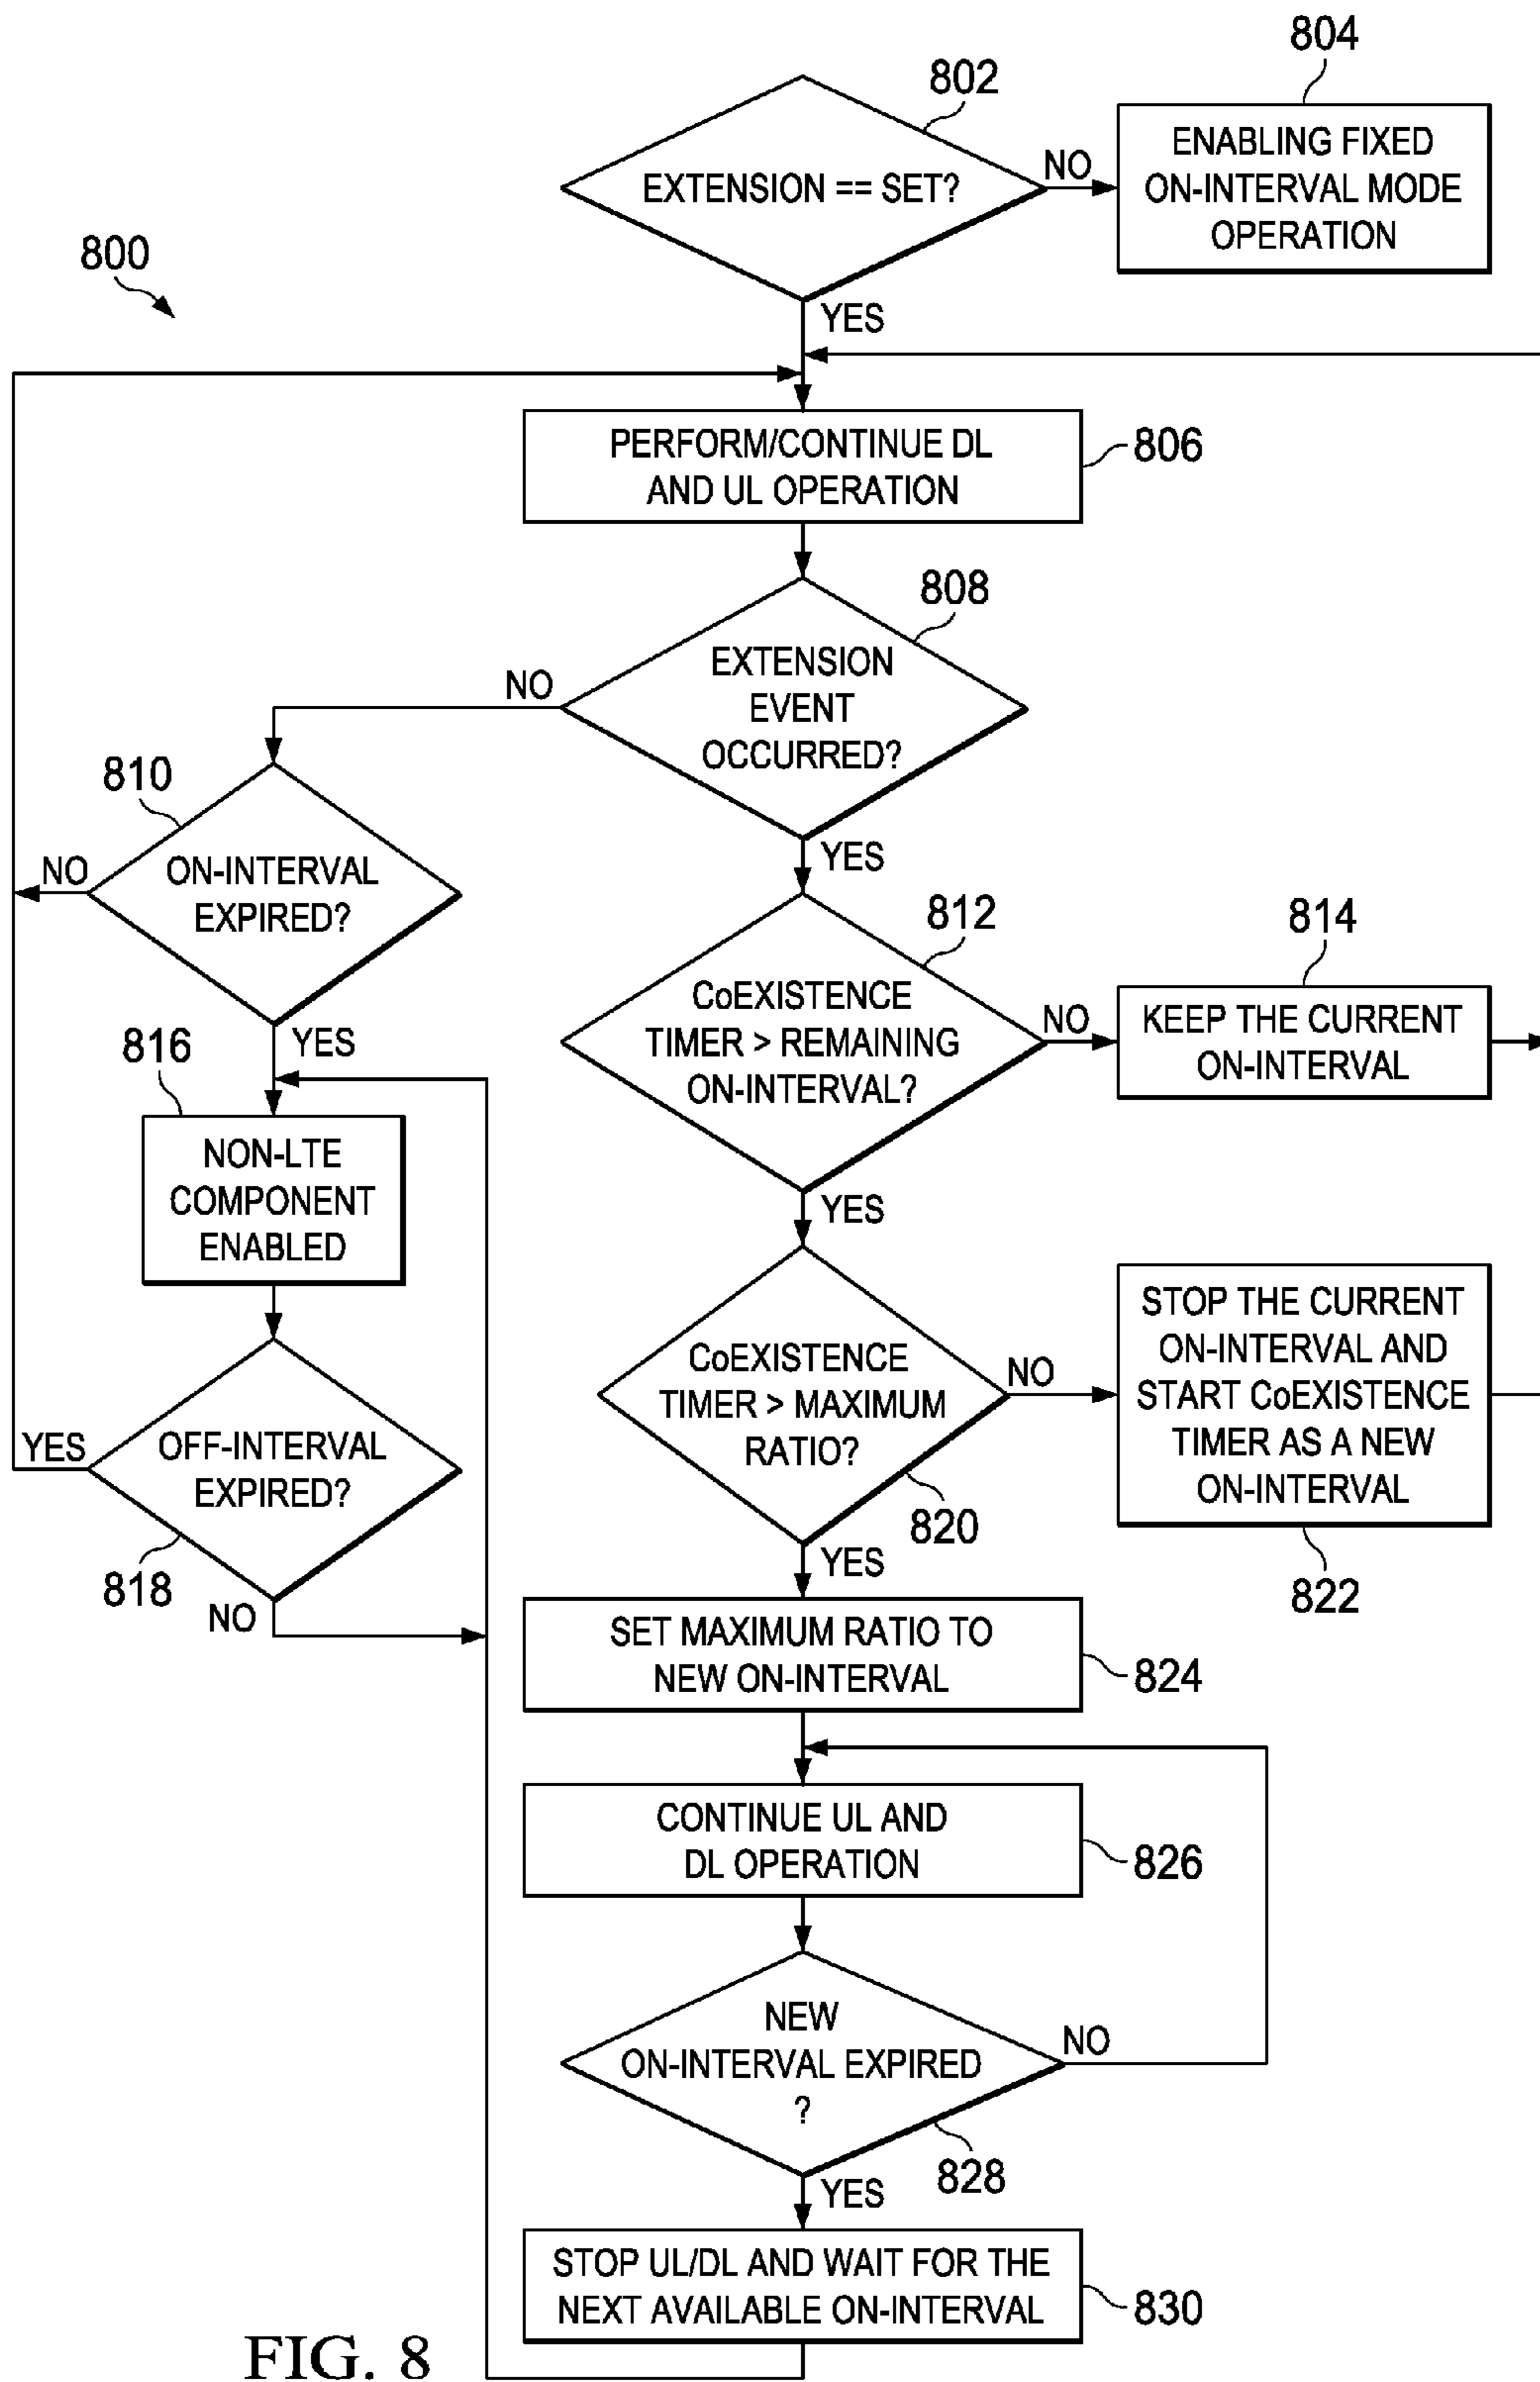 804
802
ENABLING FIXED
ON-INTERVAL MODE
OPERATION
EXTENSION == SET?
NO
800
YES
PERFORM/CONTINUE DL
AND UL OPERATION
806
808
EXTENSION
EVENT
OCCURRED?
NO
810
YES
ON-INTERVAL
EXPIRED?
NO
812
814
CoEXISTENCE
TIMER > REMAINING
ON-INTERVAL?
NO
KEEP THE CURRENT
ON-INTERVAL
816
YES
NON-LTE
COMPONENT
ENABLED
YES
CoEXISTENCE
TIMER > MAXIMUM
RATIO?
NO
STOP THE CURRENT
ON-INTERVAL AND
START CoEXISTENCE
TIMER AS A NEW
ON-INTERVAL
YES
OFF-INTERVAL
EXPIRED?
820
818
NO
YES
822
SET MAXIMUM RATIO TO
NEW ON-INTERVAL
824
CONTINUE UL AND
DL OPERATION
826
NEW
ON-INTERVAL EXPIRED
?
NO
828
YES
STOP UL/DL AND WAIT FOR THE
NEXT AVAILABLE ON-INTERVAL
830
FIG. 8